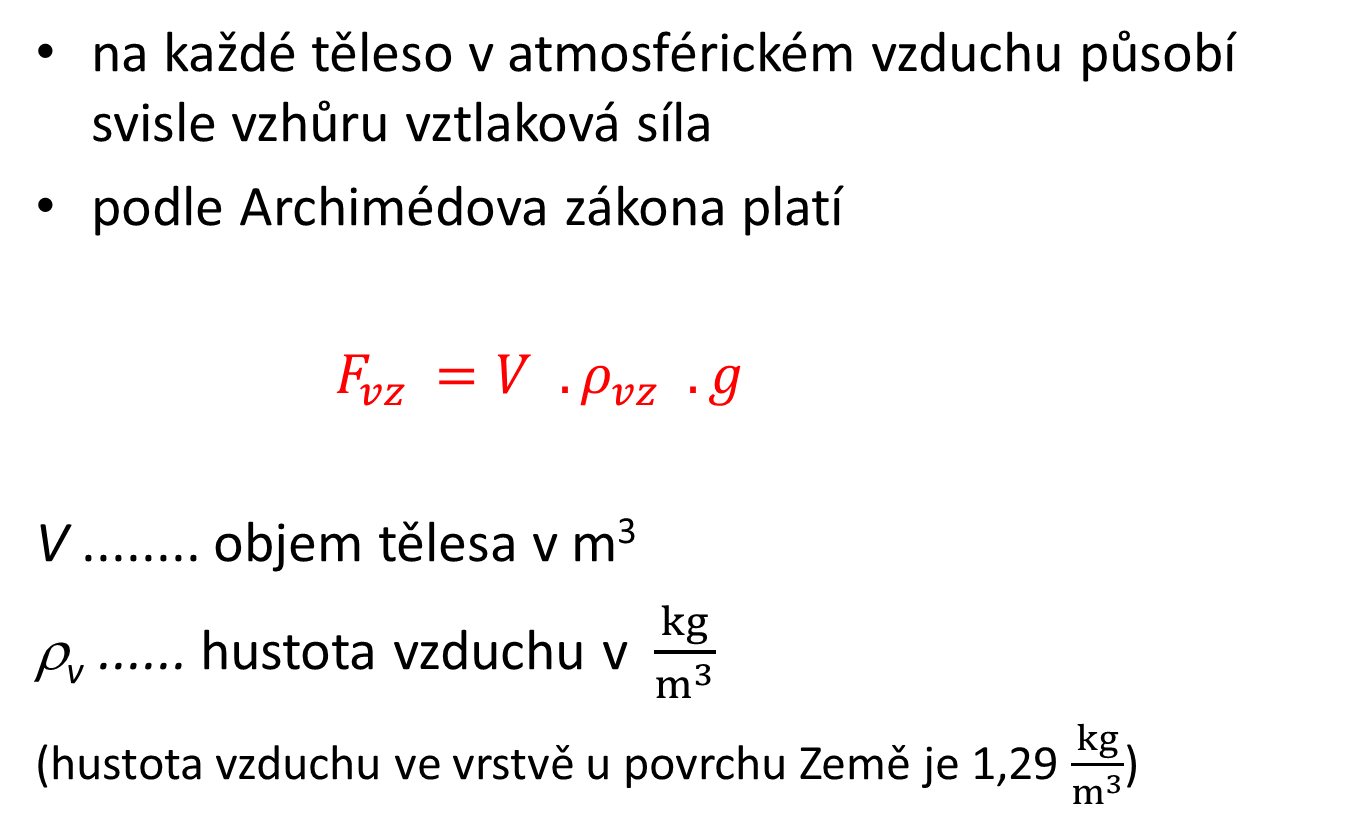 • na každé těleso v atmosférickém vzduchu působí
svisle vzhůru vztlaková síla
• podle Archimédova zákona platí
F_vz = V . ρ_vz . g
V ........ objem tělesa v m³
ρ_v ...... hustota vzduchu v kg/m³
(hustota vzduchu ve vrstvě u povrchu Země je 1,29 kg/m³)